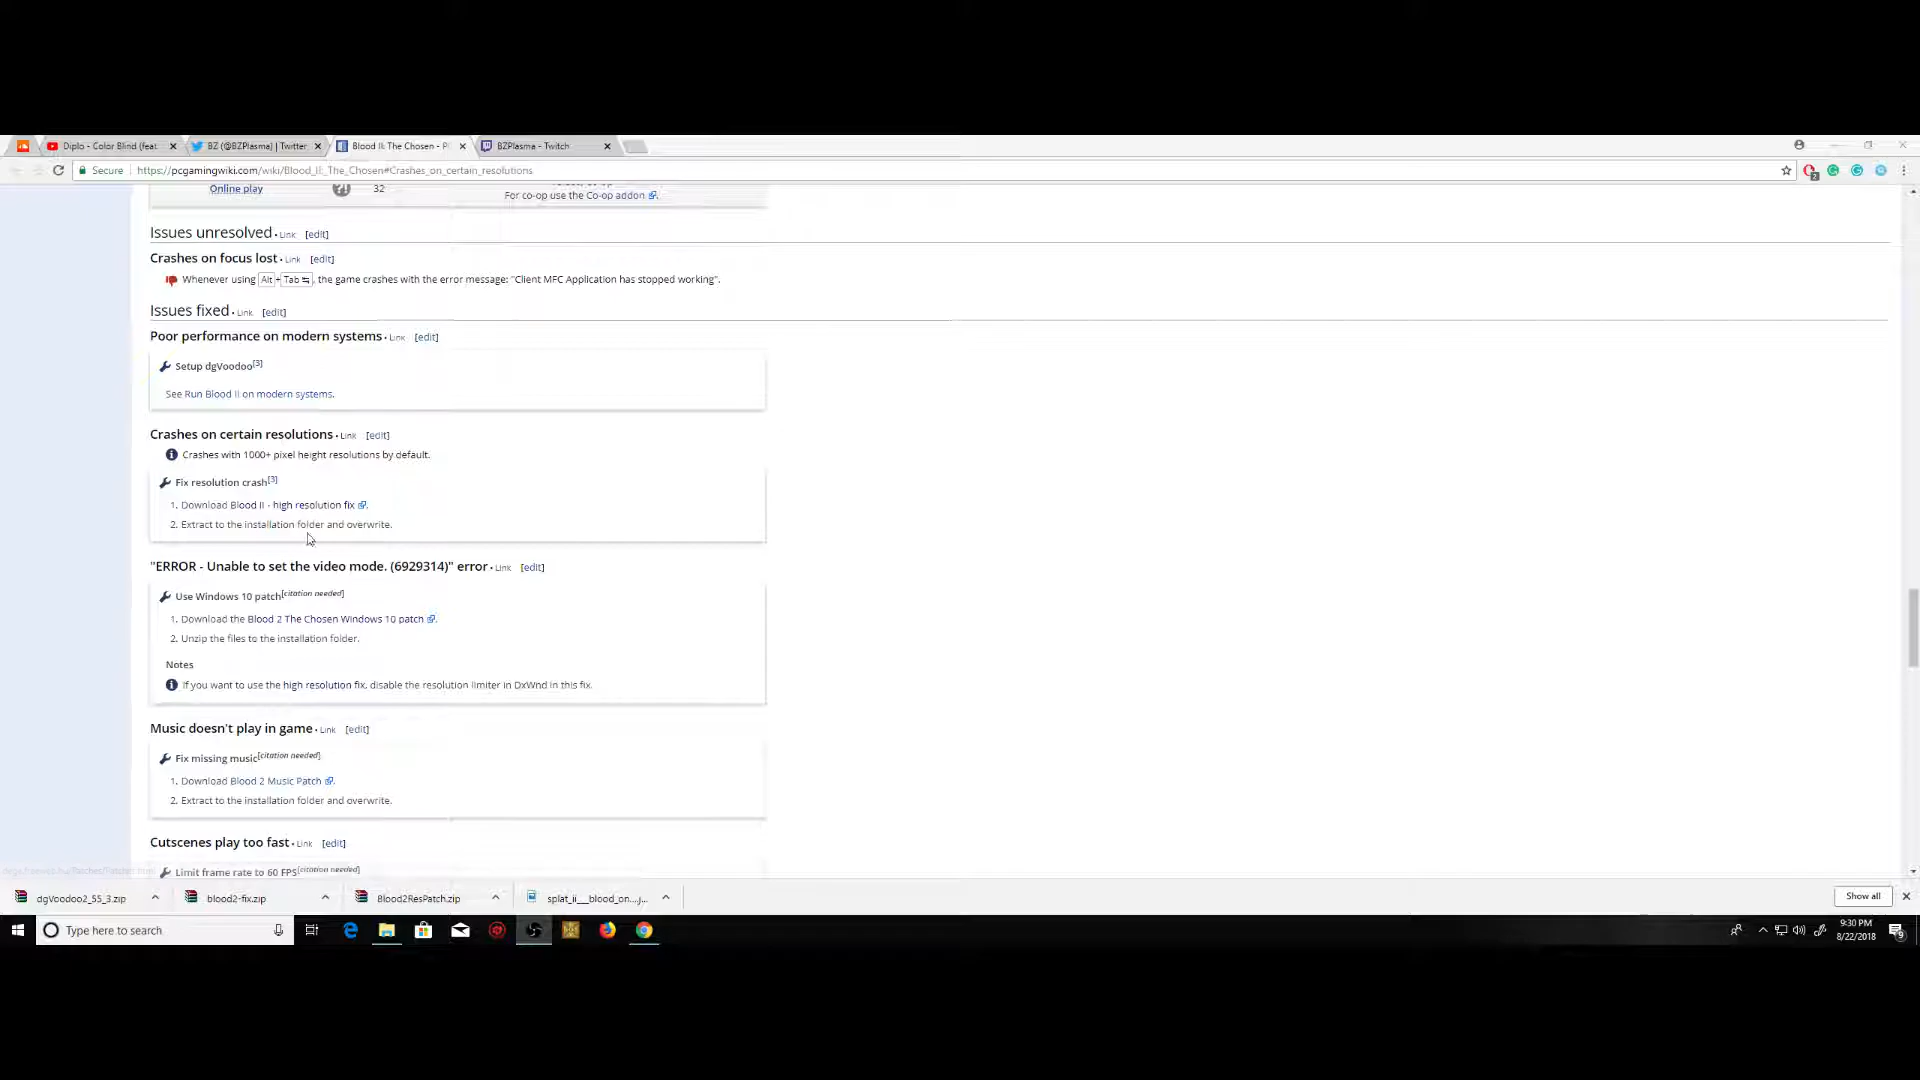 Diplo - Color Blind (feat
BZ (@BZPlasma) | Twitter
Blood II: The Chosen - P
BZPlasma - Twitch
Secure
https://pcgamingwiki.com/wiki/Blood_II:_The_Chosen#Crashes_on_certain_resolutions
2
Online play
32
For co-op use the Co-op addon.
Issues unresolved • Link [edit]
Crashes on focus lost • Link [edit]
Whenever using Alt + Tab, the game crashes with the error message: "Client MFC Application has stopped working".
Issues fixed • Link [edit]
Poor performance on modern systems • Link [edit]
Setup dgVoodoo[3]
See Run Blood II on modern systems.
Crashes on certain resolutions • Link [edit]
Crashes with 1000+ pixel height resolutions by default.
Fix resolution crash[3]
1. Download Blood II - high resolution fix.
2. Extract to the installation folder and overwrite.
"ERROR - Unable to set the video mode. (6929314)" error • Link [edit]
Use Windows 10 patch[citation needed]
1. Download the Blood 2 The Chosen Windows 10 patch.
2. Unzip the files to the installation folder.
Notes
If you want to use the high resolution fix, disable the resolution limiter in DxWnd in this fix.
Music doesn't play in game • Link [edit]
Fix missing music[citation needed]
1. Download Blood 2 Music Patch.
2. Extract to the installation folder and overwrite.
Cutscenes play too fast • Link [edit]
Limit frame rate to 60 FPS[citation needed]
dgVoodoo2_55_3.zip
blood2-fix.zip
Blood2ResPatch.zip
splat_ii___blood_on....j...
Show all
Type here to search
9:30 PM
8/22/2018
9